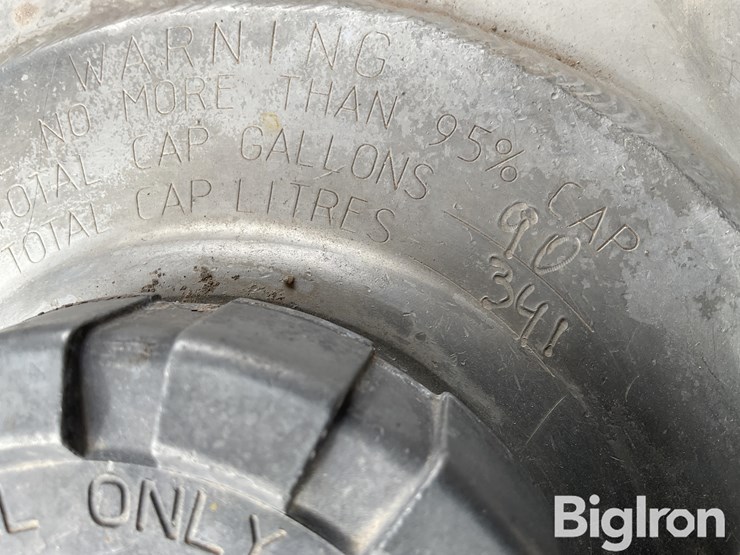 WARNING
NO MORE THAN 95% CAP
TOTAL CAP GALLONS 90
TOTAL CAP LITRES 341
L ONLY
BigIron